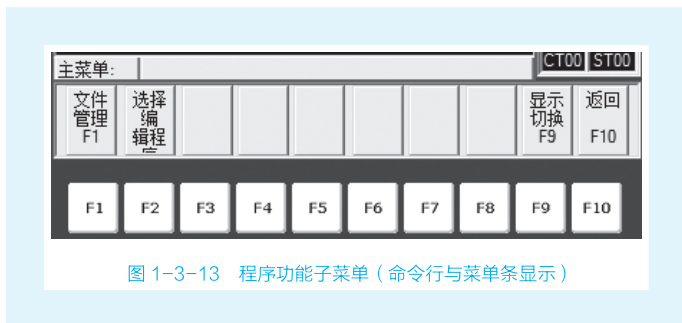 CT00 ST00
主菜单:
文件 选择 显示 返回
管理 编 切换
F1 辑程 F9 F10
F1 F2 F3 F4 F5 F6 F7 F8 F9 F10
图 1-3-13 程序功能子菜单（命令行与菜单条显示）